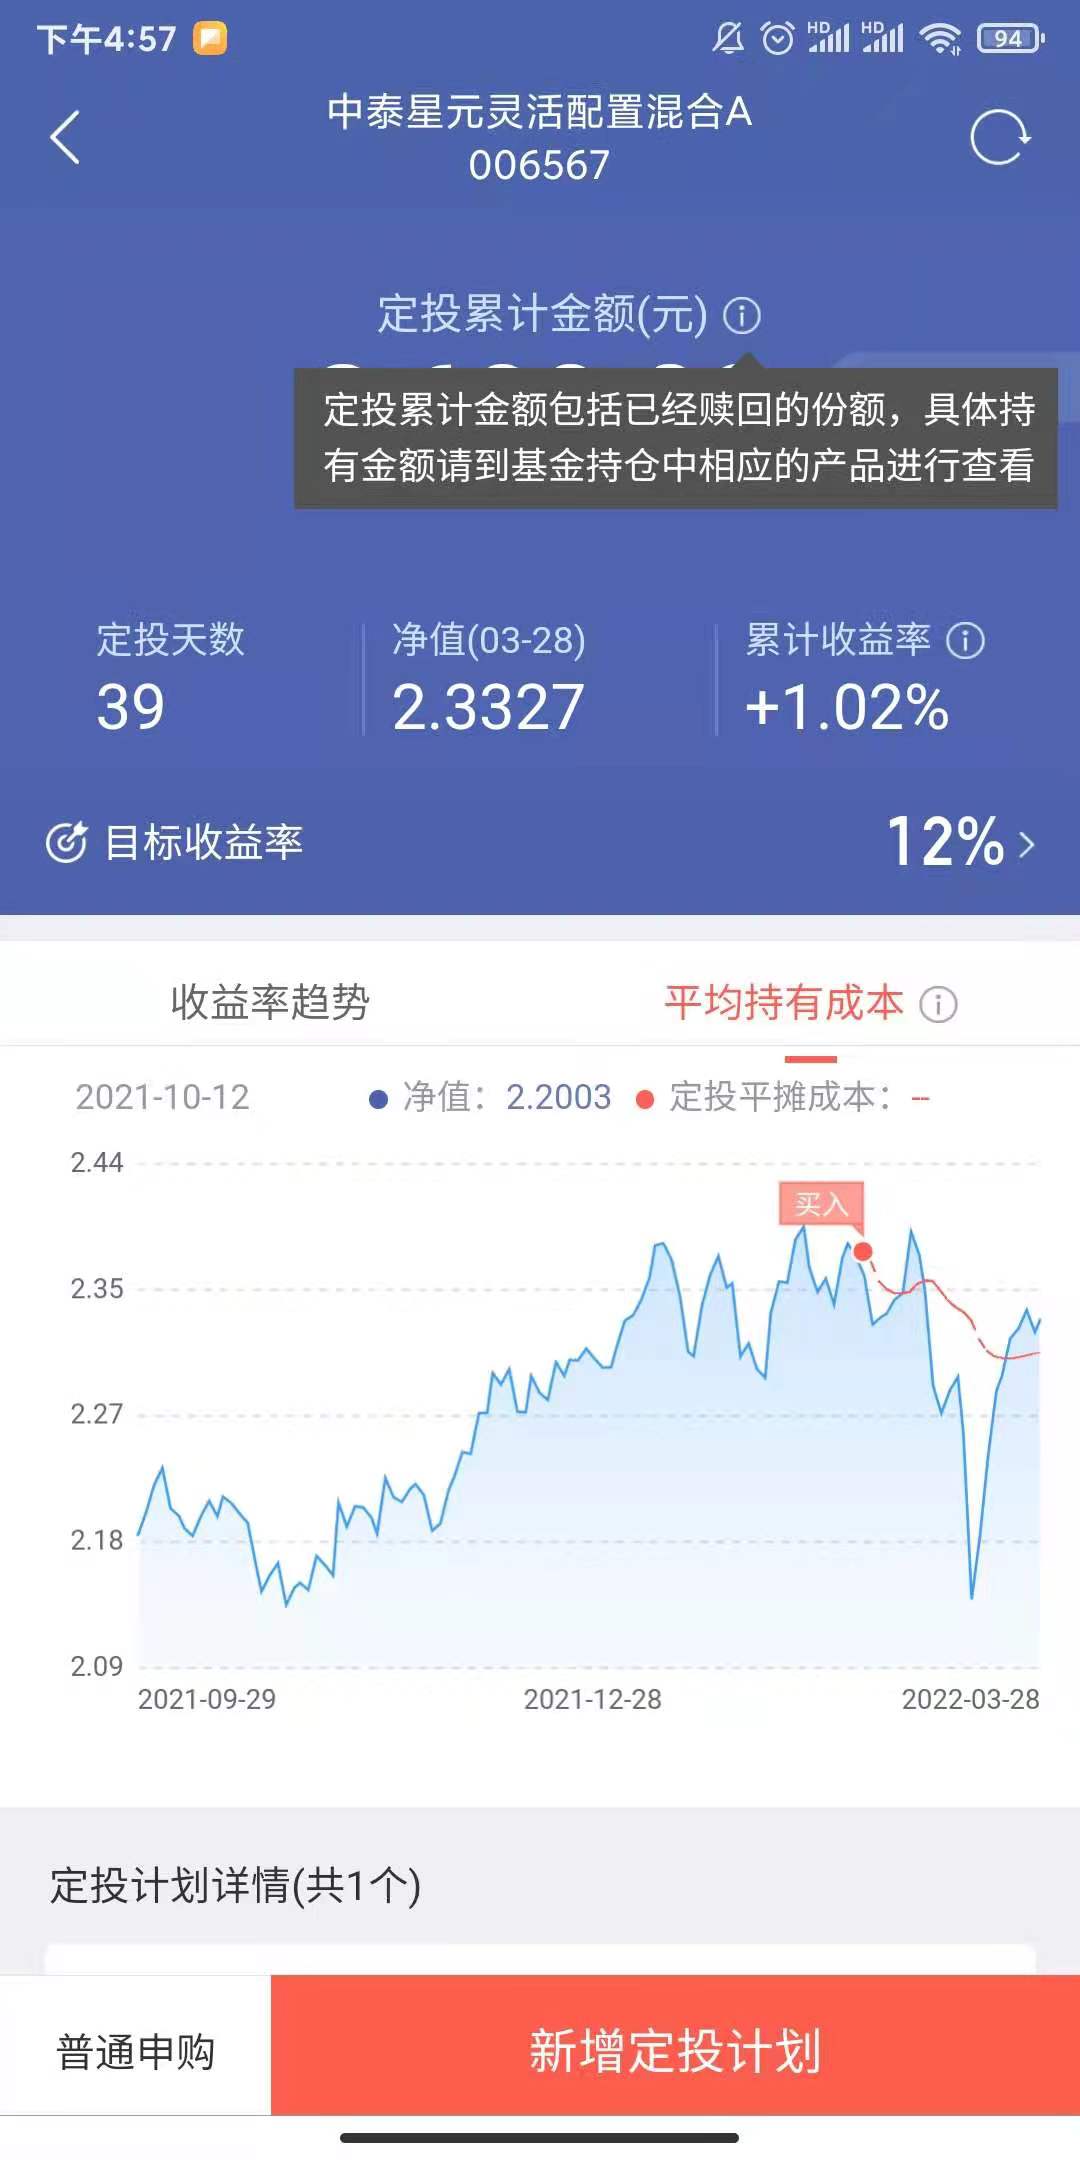 下午4:57
HD HD 94
中泰星元灵活配置混合A
006567
定投累计金额(元)
定投累计金额包括已经赎回的份额，具体持
有金额请到基金持仓中相应的产品进行查看
定投天数 净值(03-28) 累计收益率
39 2.3327 +1.02%
目标收益率 12%
收益率趋势 平均持有成本
2021-10-12 净值：2.2003 定投平摊成本：--
2.44
买入
2.35
2.27
2.18
2.09
2021-09-29 2021-12-28 2022-03-28
定投计划详情(共1个)
普通申购 新增定投计划